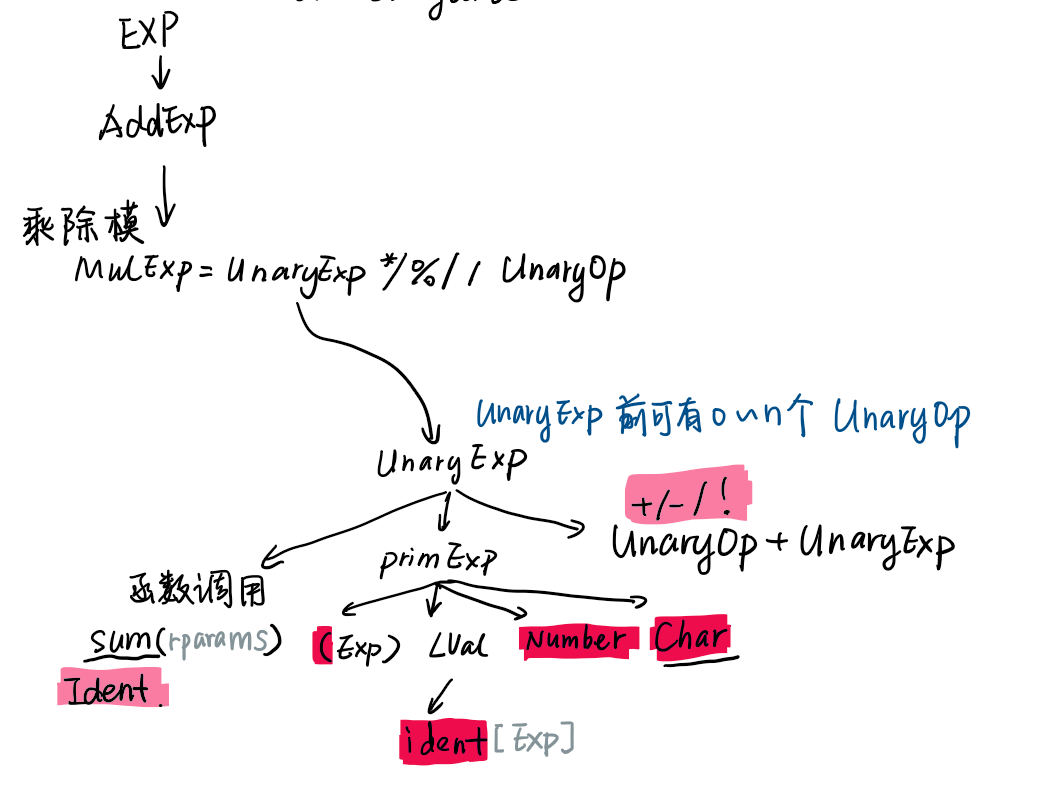 EXP
AddExp
乘除模
MulExp = UnaryExp */%// UnaryOp
UnaryExp 前可有0~n个 UnaryOp
UnaryExp
+/-/!
UnaryOp + UnaryExp
primExp
函数调用
sum(rparams) (Exp) LVal Number Char
Ident.
ident[Exp]